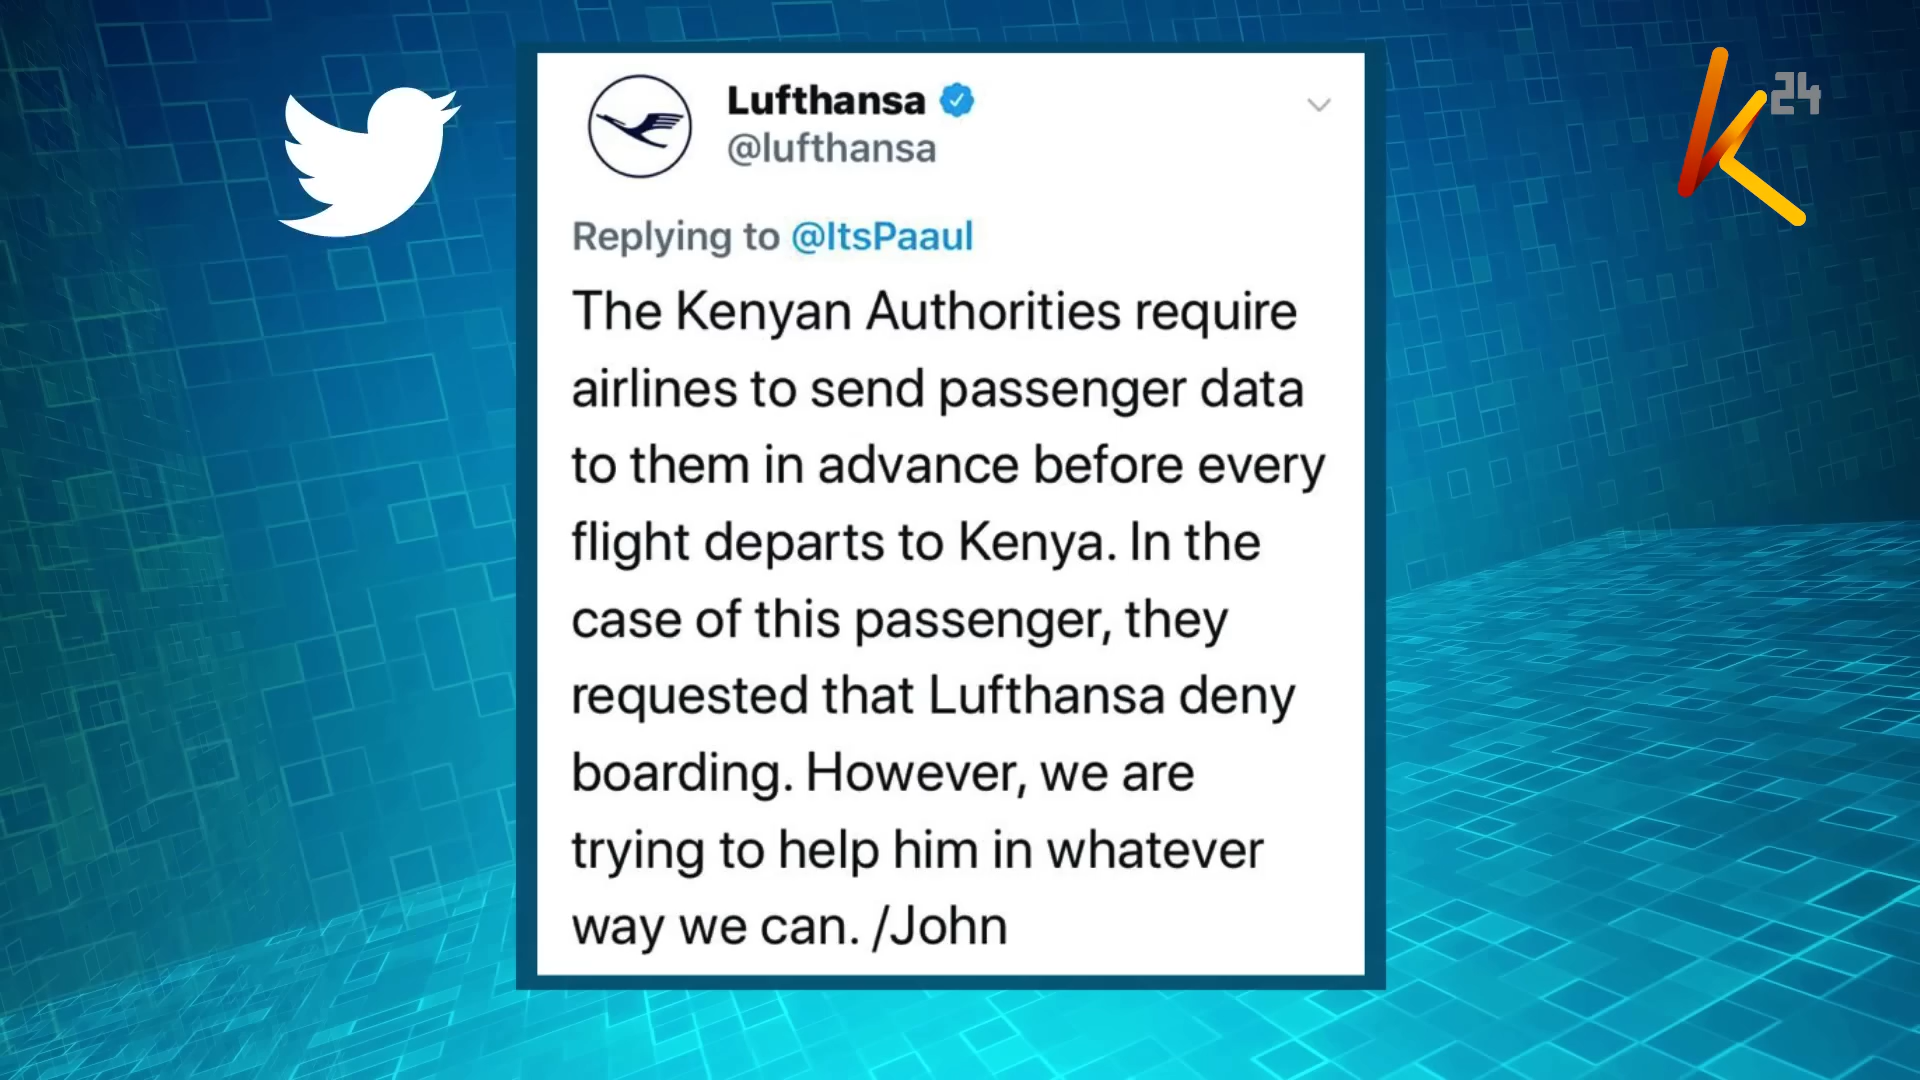 Lufthansa
@lufthansa
K24
Replying to @ItsPaaul
The Kenyan Authorities require
airlines to send passenger data
to them in advance before every
flight departs to Kenya. In the
case of this passenger, they
requested that Lufthansa deny
boarding. However, we are
trying to help him in whatever
way we can. /John